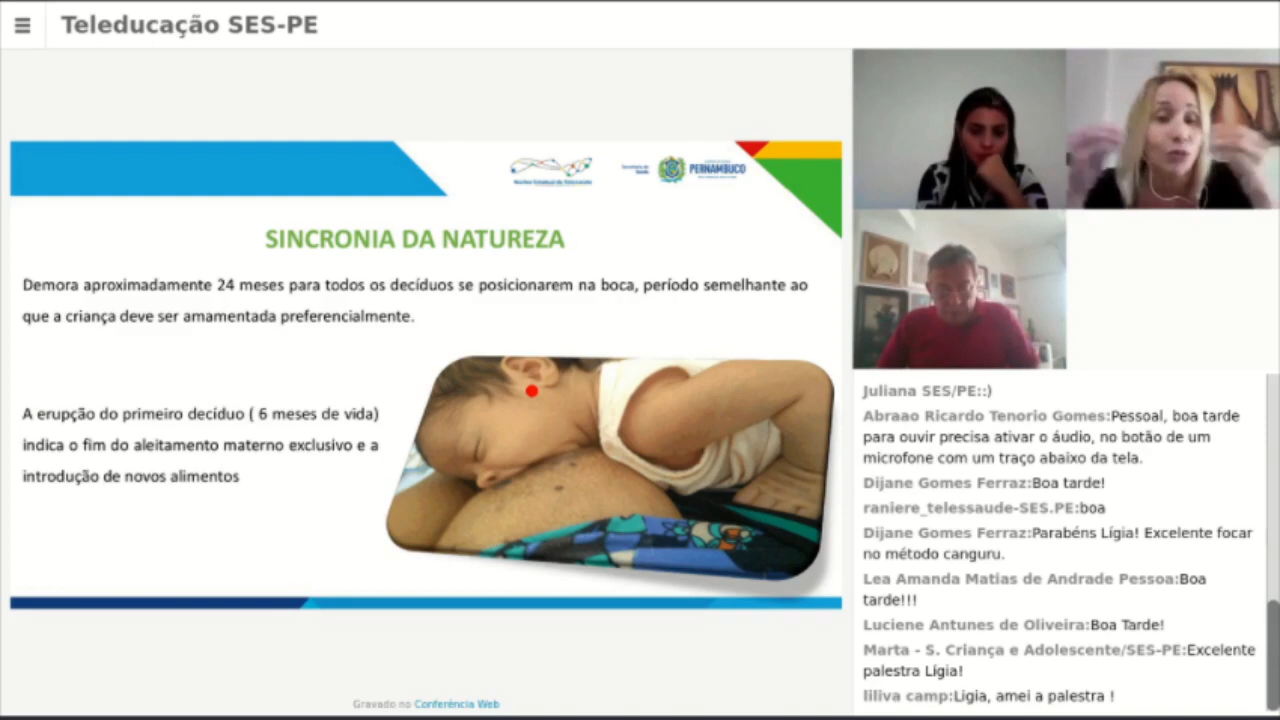 Teleducação SES-PE
Secretaria de
Saúde
PERNAMBUCO
SINCRONIA DA NATUREZA
Demora aproximadamente 24 meses para todos os decíduos se posicionarem na boca, período semelhante ao
que a criança deve ser amamentada preferencialmente.
A erupção do primeiro decíduo ( 6 meses de vida)
indica o fim do aleitamento materno exclusivo e a
introdução de novos alimentos
Gravado no Conferência Web
Juliana SES/PE::)
Abraao Ricardo Tenorio Gomes:Pessoal, boa tarde
para ouvir precisa ativar o áudio, no botão de um
microfone com um traço abaixo da tela.
Dijane Gomes Ferraz:Boa tarde!
raniere_telessaude-SES.PE:boa
Dijane Gomes Ferraz:Parabéns Lígia! Excelente focar
no método canguru.
Lea Amanda Matias de Andrade Pessoa:Boa
tarde!!!
Luciene Antunes de Oliveira:Boa Tarde!
Marta - S. Criança e Adolescente/SES-PE:Excelente
palestra Lígia!
liliva camp:Ligia, amei a palestra !